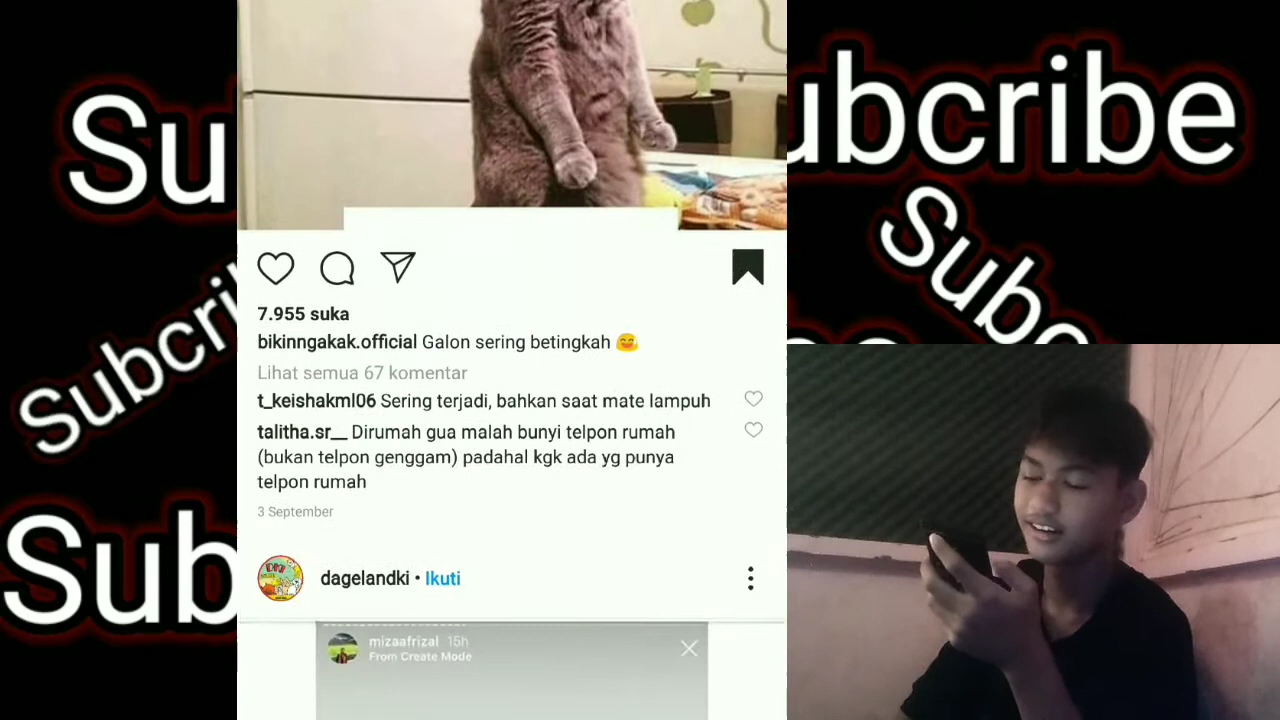 Su
ubcribe
Subc
Subcri
Sub
7.955 suka
bikinngakak.official Galon sering betingkah 😄
Lihat semua 67 komentar
t_keishakml06 Sering terjadi, bahkan saat mate lampuh
talitha.sr__ Dirumah gua malah bunyi telpon rumah
(bukan telpon genggam) padahal kgk ada yg punya
telpon rumah
3 September
dagelandki • Ikuti
mizaafrizal 15h
From Create Mode